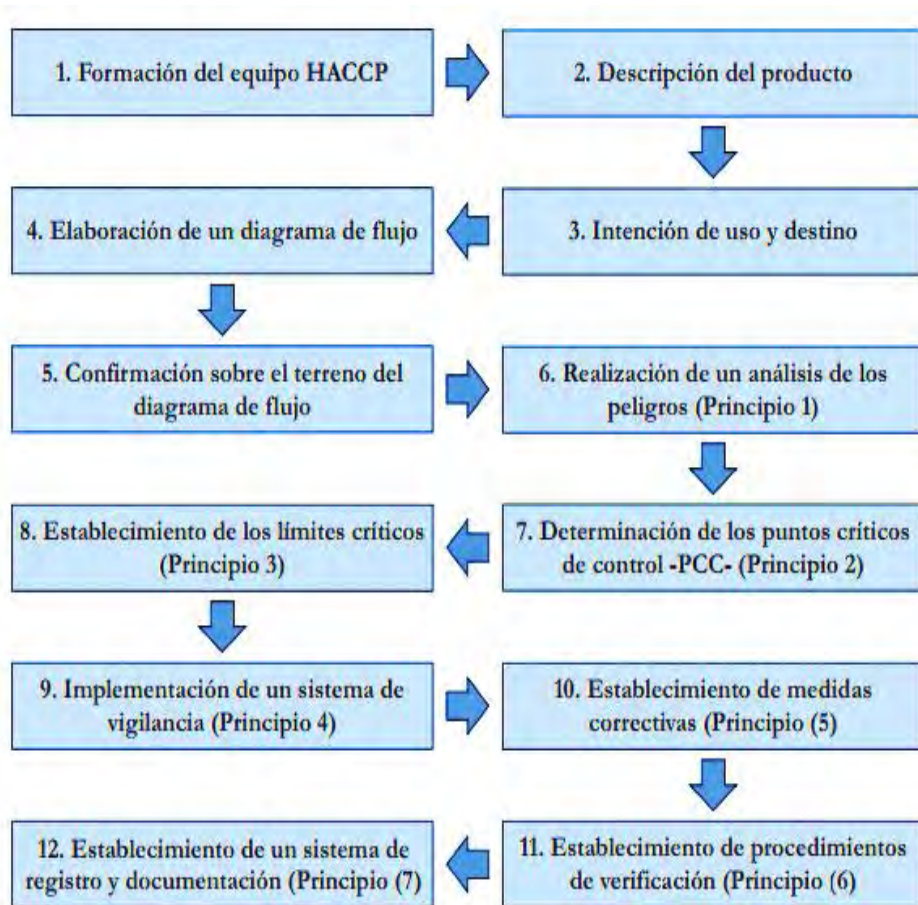 1. Formación del equipo HACCP
2. Descripción del producto
3. Intención de uso y destino
4. Elaboración de un diagrama de flujo
5. Confirmación sobre el terreno del
diagrama de flujo
6. Realización de un análisis de los
peligros (Principio 1)
7. Determinación de los puntos críticos
de control -PCC- (Principio 2)
8. Establecimiento de los límites críticos
(Principio 3)
9. Implementación de un sistema de
vigilancia (Principio 4)
10. Establecimiento de medidas
correctivas (Principio (5)
11. Establecimiento de procedimientos
de verificación (Principio (6)
12. Establecimiento de un sistema de
registro y documentación (Principio (7)